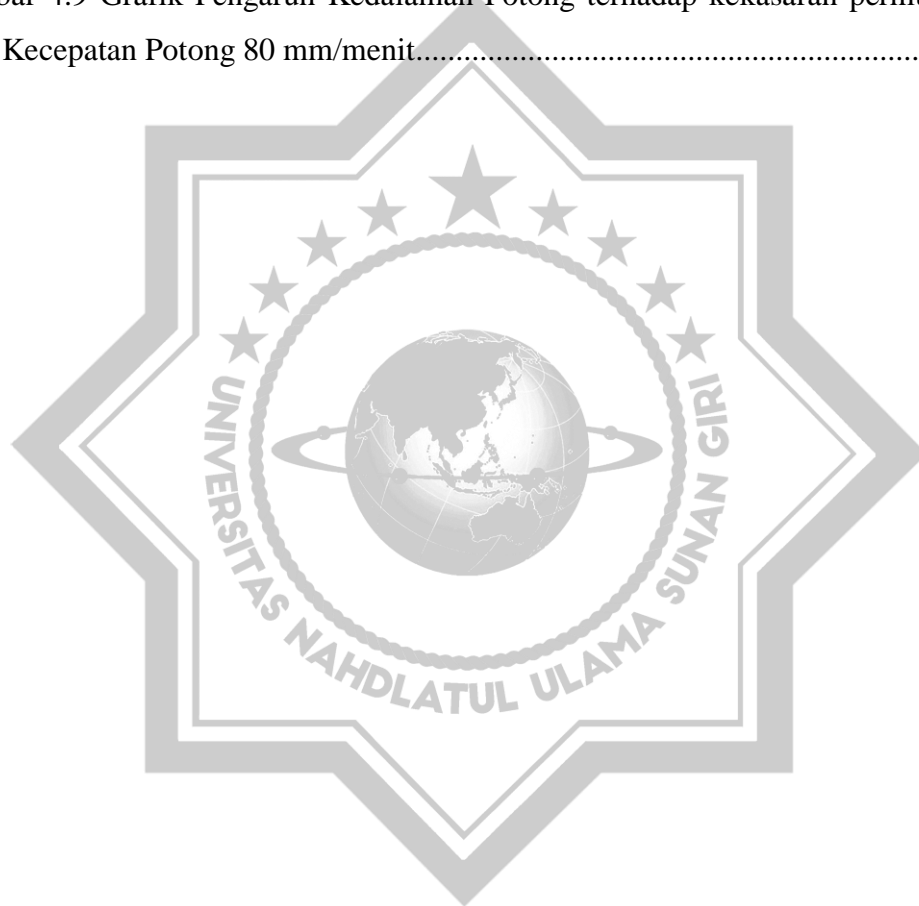 4.9 Grafik Pengaruh Kedalaman Potong terhadap kekasaran
Kecepatan Potong 80 mm/menit...............................................................
UNIVERSITAS NAHDLATUL ULAMA SUNAN GIRI